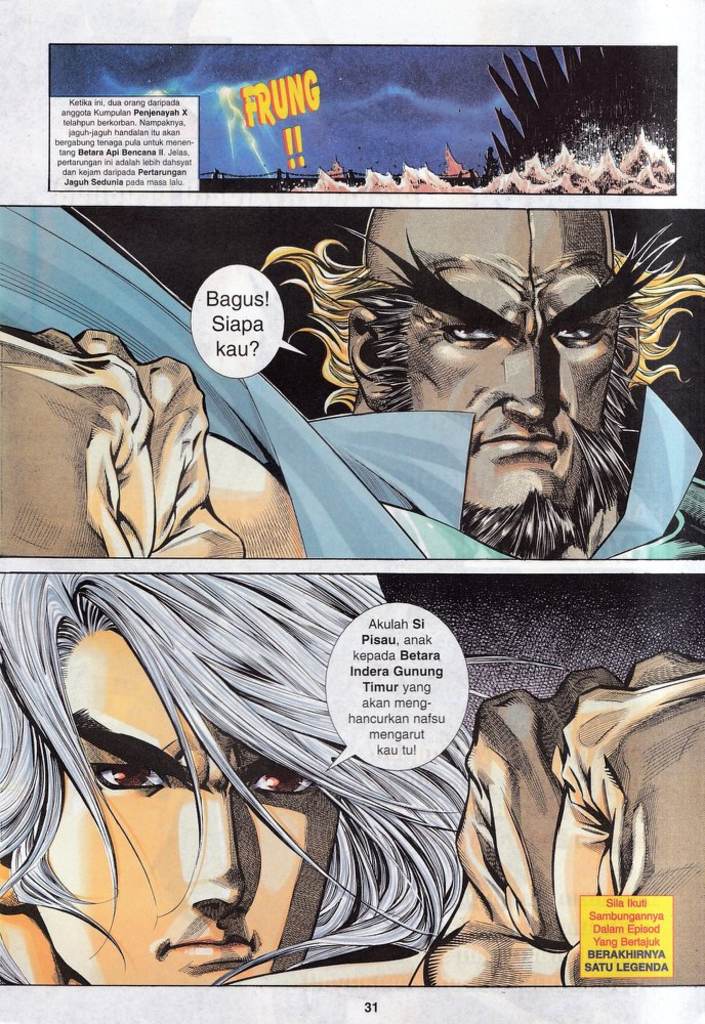 Ketika ini, dua orang daripada
anggota Kumpulan Penjenayah X
telahpun berkorban. Nampaknya,
jaguh-jaguh handalan itu akan
bergabung tenaga pula untuk menen-
tang Betara Api Bencana II. Jelas,
pertarungan ini adalah lebih dahsyat
dan kejam daripada Pertarungan
Jaguh Sedunia pada masa lalu.
FRUNG
!!
Bagus!
Siapa
kau?
Akulah Si
Pisau, anak
kepada Betara
Indera Gunung
Timur yang
akan meng-
hancurkan nafsu
mengarut
kau tu!
Sila Ikuti
Sambungannya
Dalam Episod
Yang Bertajuk
BERAKHIRNYA
SATU LEGENDA
31